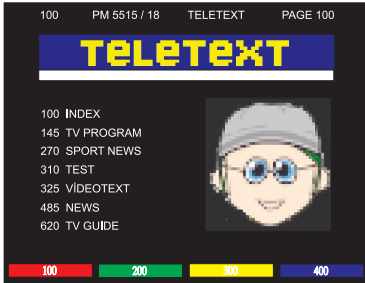 100 PM 5515 / 18 TELETEXT PAGE 100
TeLeTexT
100 INDEX
145 TV PROGRAM
270 SPORT NEWS
310 TEST
325 VİDEOTEXT
485 NEWS
620 TV GUIDE
100 200 300 400